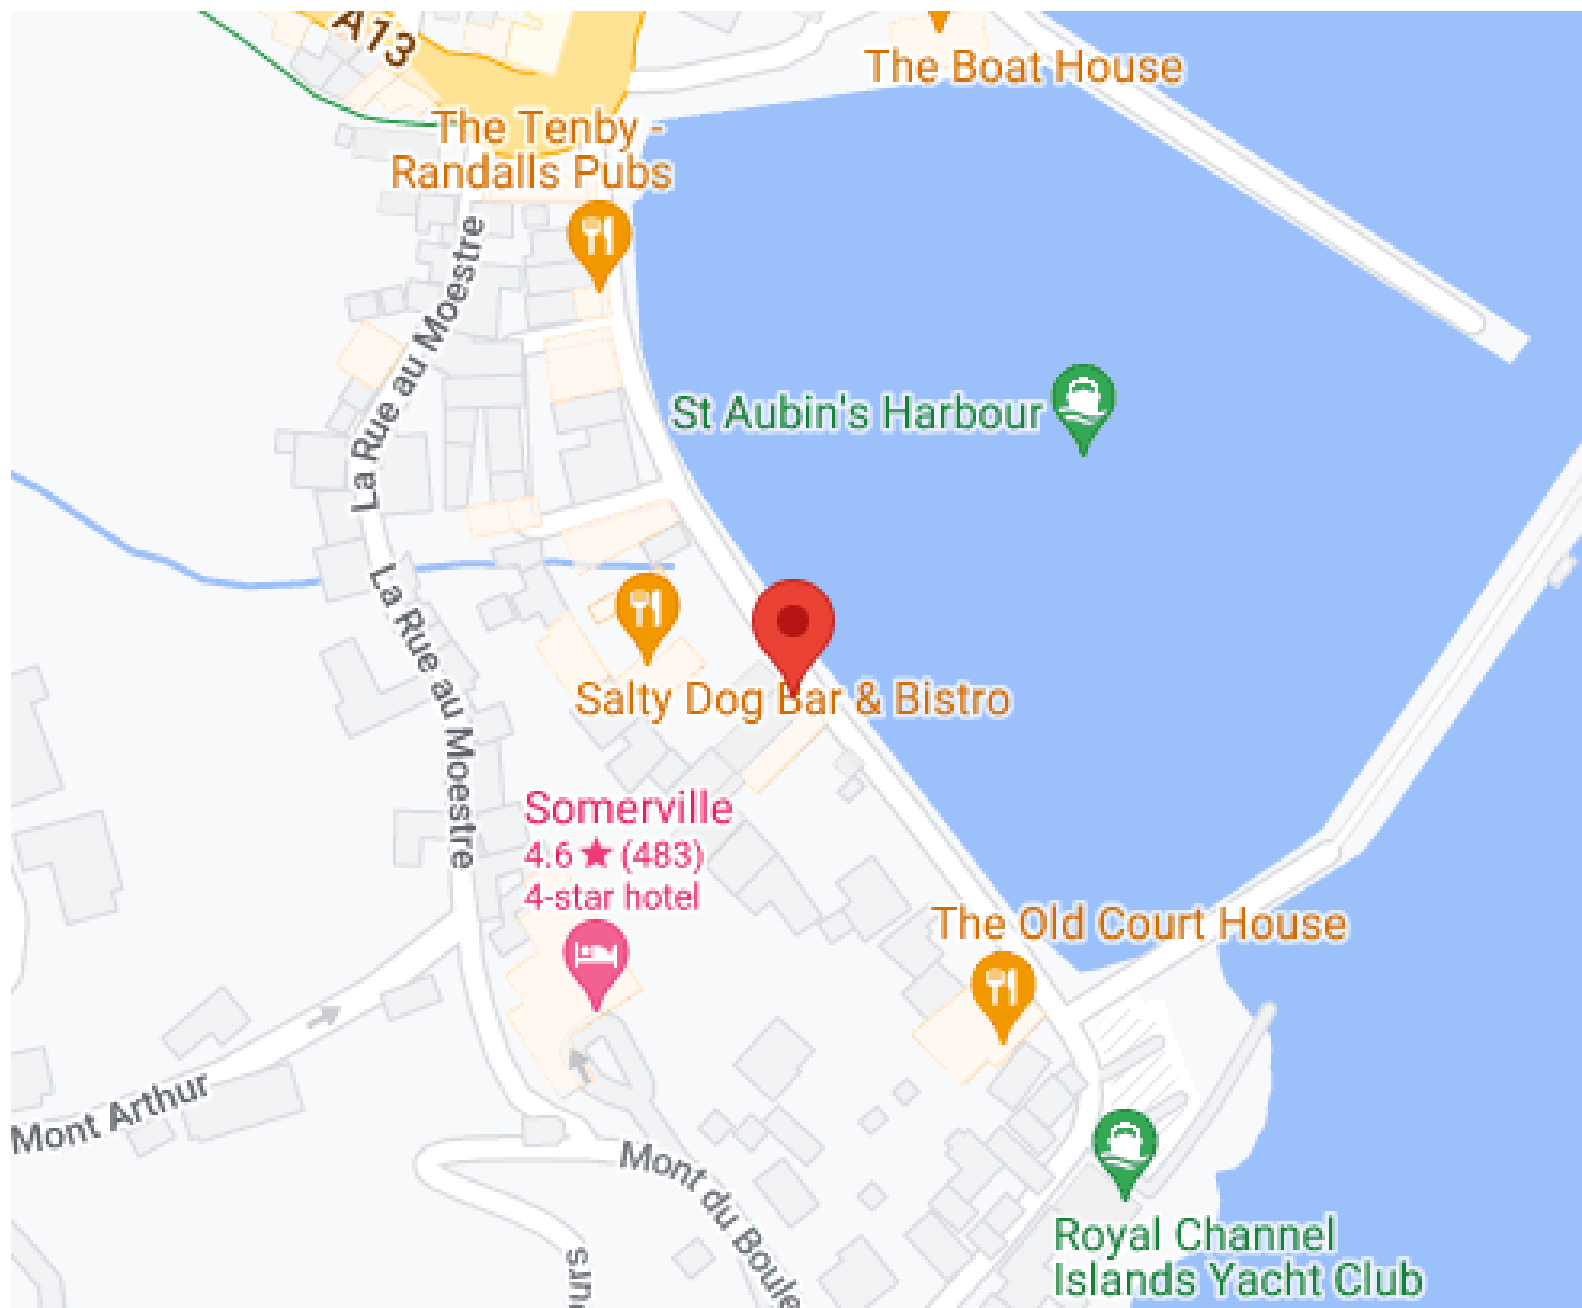 A13
The Boat House
The Tenby -
Randalls Pubs
La Rue au Moestre
St Aubin's Harbour
La Rue au Moestre
Salty Dog Bar & Bistro
Somerville
4.6 ★ (483)
4-star hotel
The Old Court House
Mont Arthur
Mont du Boule
urs
Royal Channel
Islands Yacht Club